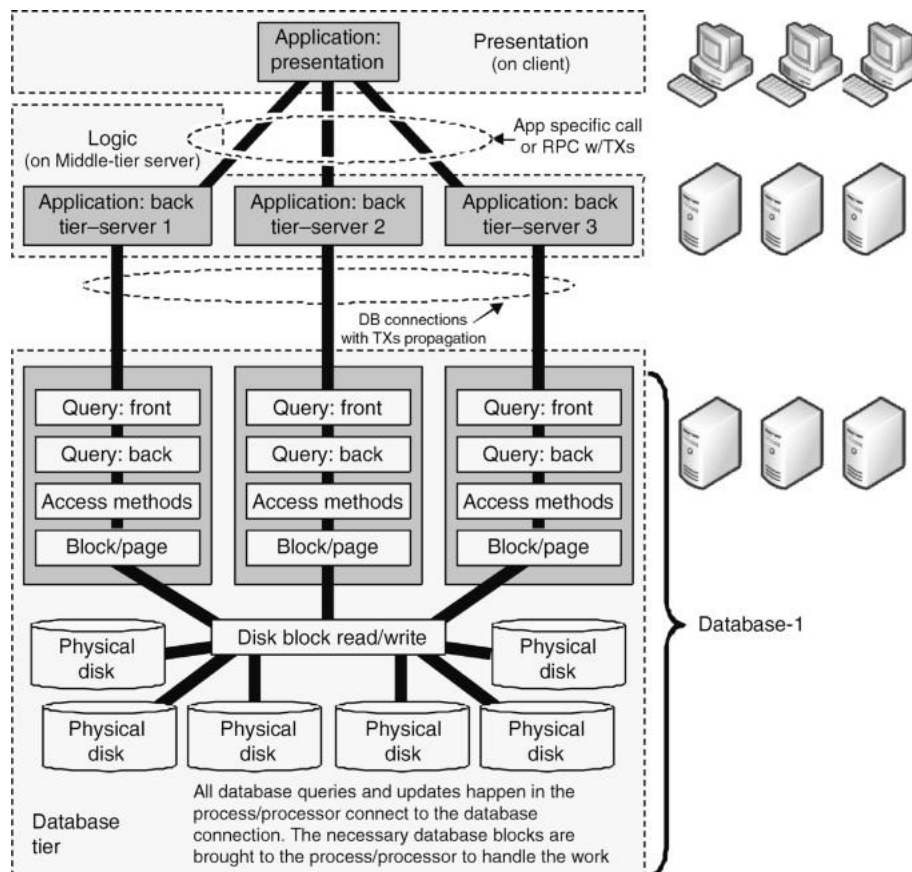 Application:
presentation
Presentation
(on client)
Logic
(on Middle-tier server)
App specific call
or RPC w/TXs
Application: back
tier–server 1
Application: back
tier–server 2
Application: back
tier–server 3
DB connections
with TXs propagation
Query: front
Query: back
Access methods
Block/page
Query: front
Query: back
Access methods
Block/page
Query: front
Query: back
Access methods
Block/page
Disk block read/write
Physical
disk
Physical
disk
Physical
disk
Physical
disk
Physical
disk
Physical
disk
Database-1
Database
tier
All database queries and updates happen in the
process/processor connect to the database
connection. The necessary database blocks are
brought to the process/processor to handle the work